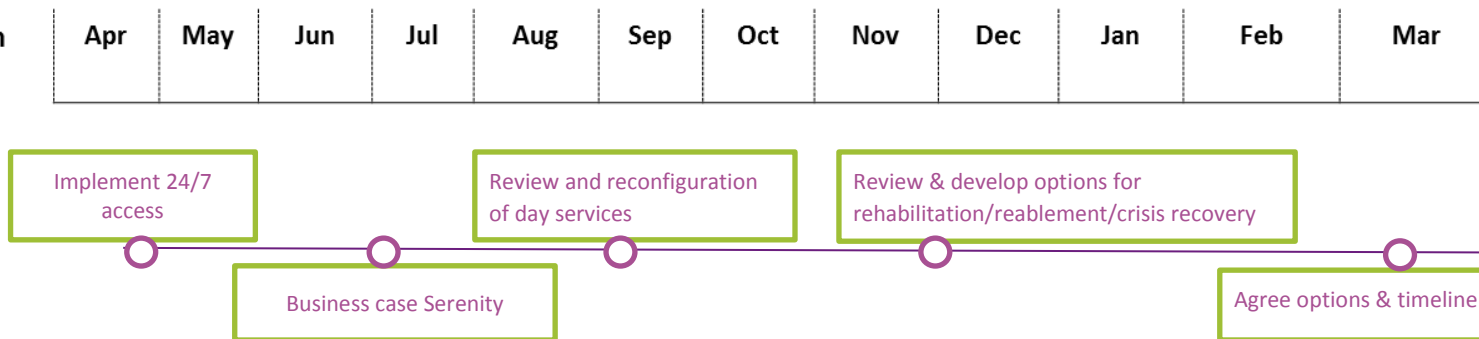 n Apr May Jun Jul Aug Sep Oct Nov Dec Jan Feb Mar
Implement 24/7
access
Review and reconfiguration
of day services
Review & develop options for
rehabilitation/reablement/crisis recovery
Business case Serenity
Agree options & timeline